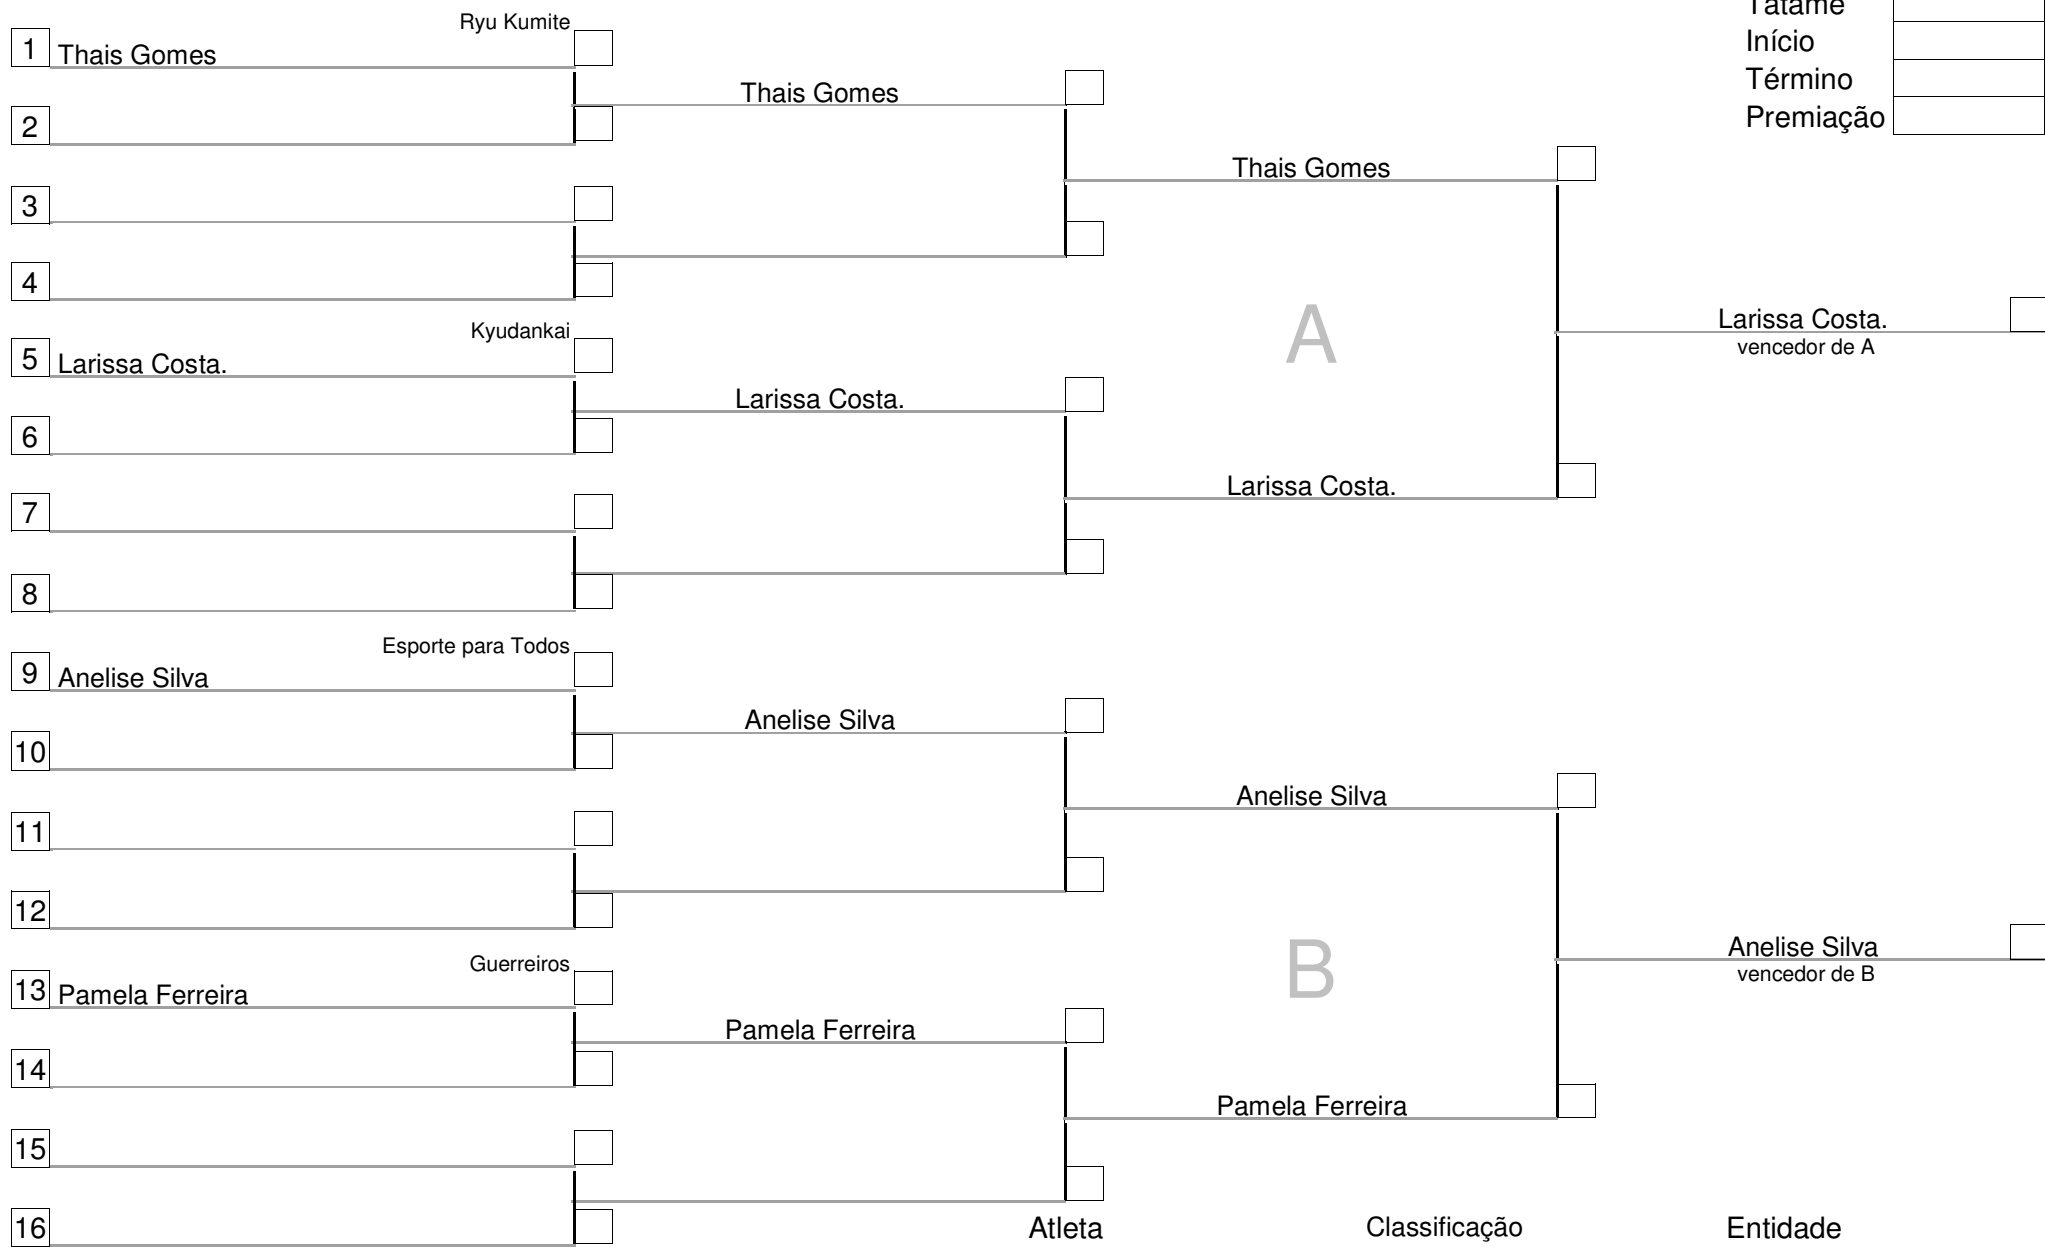 Tatame
Ryu Kumite
1 Thais Gomes
Início
Término
Thais Gomes
Premiação
2
Thais Gomes
3
4
A
Larissa Costa.
Kyudankai
vencedor de A
5 Larissa Costa.
Larissa Costa.
6
Larissa Costa.
7
8
Esporte para Todos
9 Anelise Silva
Anelise Silva
10
Anelise Silva
11
12
B
Anelise Silva
Guerreiros
vencedor de B
13 Pamela Ferreira
Pamela Ferreira
14
Pamela Ferreira
15
16
Atleta Classificação Entidade